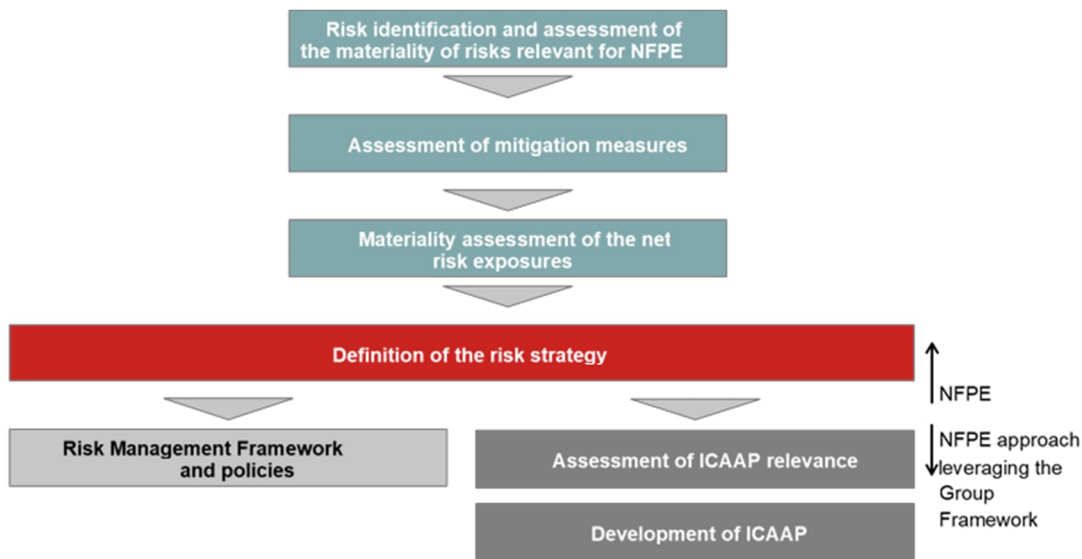 Risk identification and assessment of
the materiality of risks relevant for NFPE
Assessment of mitigation measures
Materiality assessment of the net
risk exposures
Definition of the risk strategy
NFPE
Risk Management Framework
and policies
Assessment of ICAAP relevance
NFPE approach
leveraging the
Group
Framework
Development of ICAAP